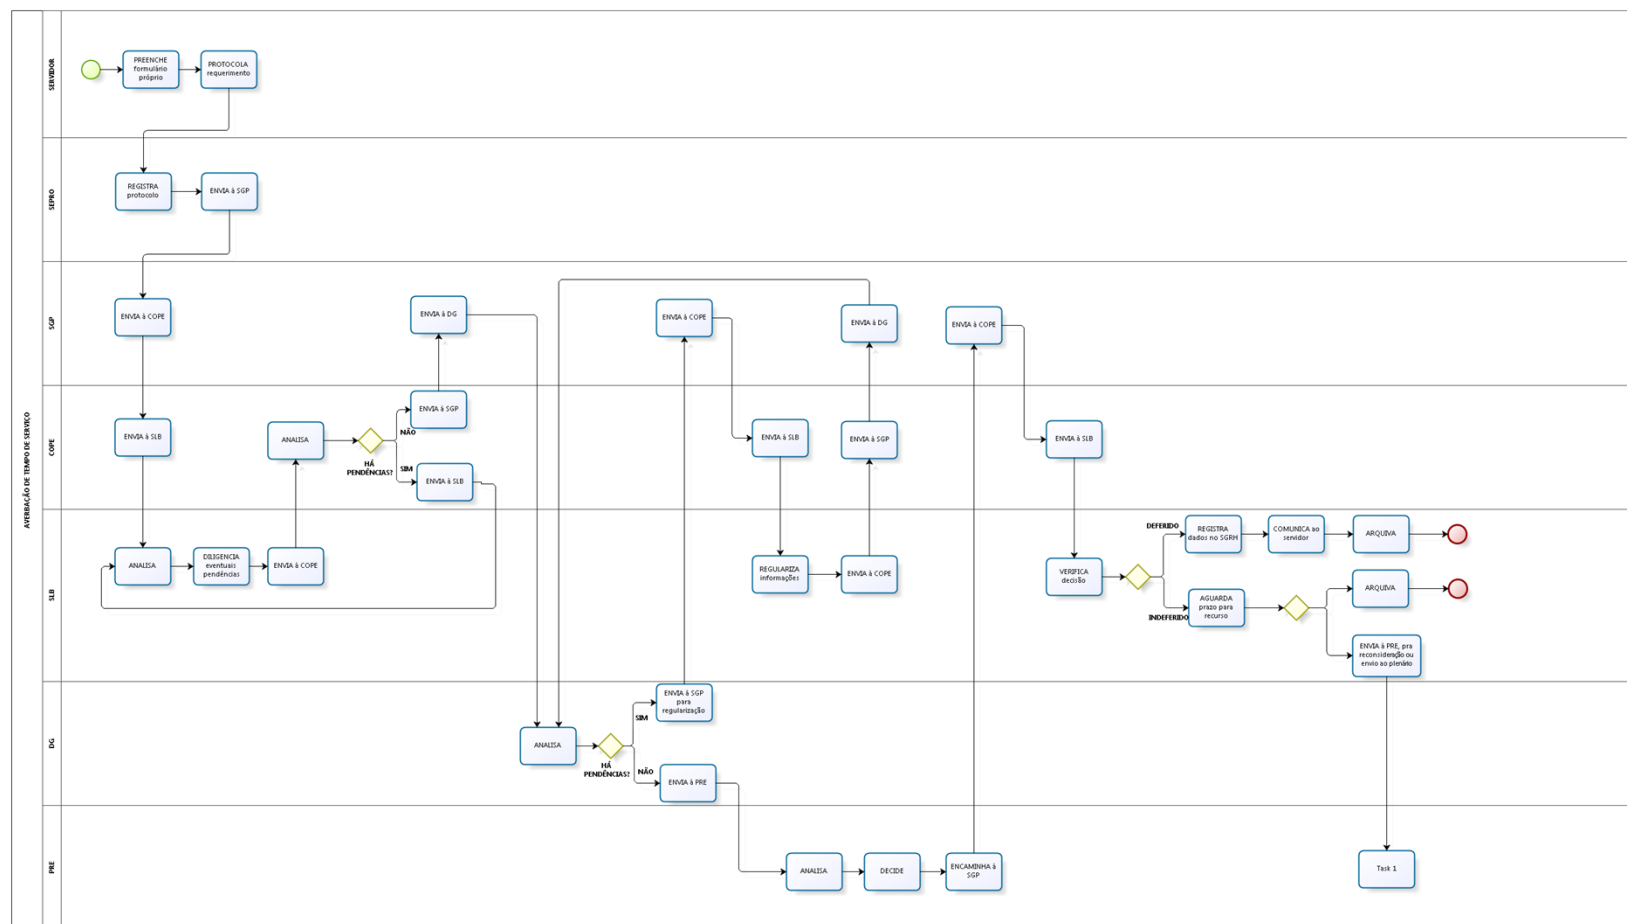 AVERBAÇÃO DE TEMPO DE SERVIÇO
SERVIDOR
PREENCHE
formulário
próprio
PROTOCOLA
requerimento
SEPRO
REGISTRA
protocolo
ENVIA à SGP
SGP
ENVIA à COPE
ENVIA à DG
ENVIA à COPE
ENVIA à DG
ENVIA à COPE
COPE
ENVIA à SLB
ANALISA
HÁ
PENDÊNCIAS?
NÃO
ENVIA à SGP
SIM
ENVIA à SLB
ENVIA à SLB
ENVIA à SGP
ENVIA à SLB
SLB
ANALISA
DILIGENCIA
eventuais
pendências
ENVIA à COPE
REGULARIZA
informações
ENVIA à COPE
VERIFICA
decisão
DEFERIDO
REGISTRA
dados no SGRH
COMUNICA ao
servidor
ARQUIVA
INDEFERIDO
AGUARDA
prazo para
recurso
ARQUIVA
ENVIA à PRE, pra
reconsideração ou
envio ao plenário
DG
ANALISA
HÁ
PENDÊNCIAS?
SIM
ENVIA à SGP
para
regularização
NÃO
ENVIA à PRE
PRE
ANALISA
DECIDE
ENCAMINHA à
SGP
Task 1